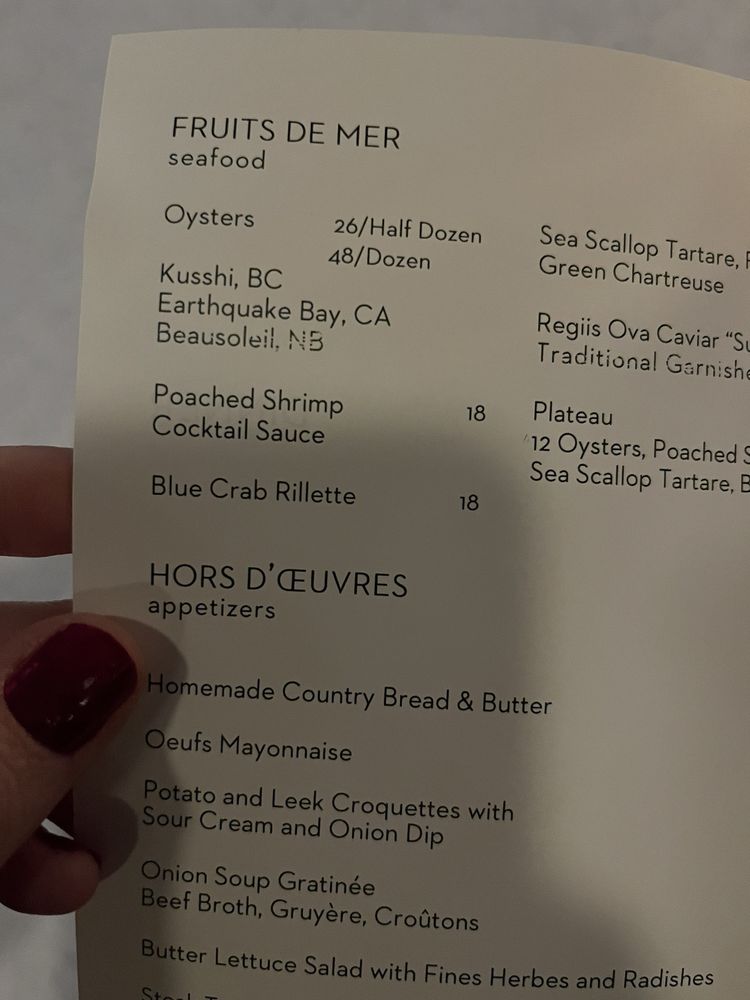 FRUITS DE MER
seafood
Oysters 26/Half Dozen
48/Dozen
Kusshi, BC
Earthquake Bay, CA
Beausoleil, NB
Poached Shrimp 18
Cocktail Sauce
Blue Crab Rillette 18
Sea Scallop Tartare,
Green Chartreuse
Regiis Ova Caviar
Traditional
Plateau
12 Oysters, Poached
Sea Scallop Tartare,
HORS D'ŒUVRES
appetizers
Homemade Country Bread & Butter
Oeufs Mayonnaise
Potato and Leek Croquettes with
Sour Cream and Onion Dip
Onion Soup Gratinée
Beef Broth, Gruyère, Croûtons
Butter Lettuce Salad with Fines Herbes and Radishes